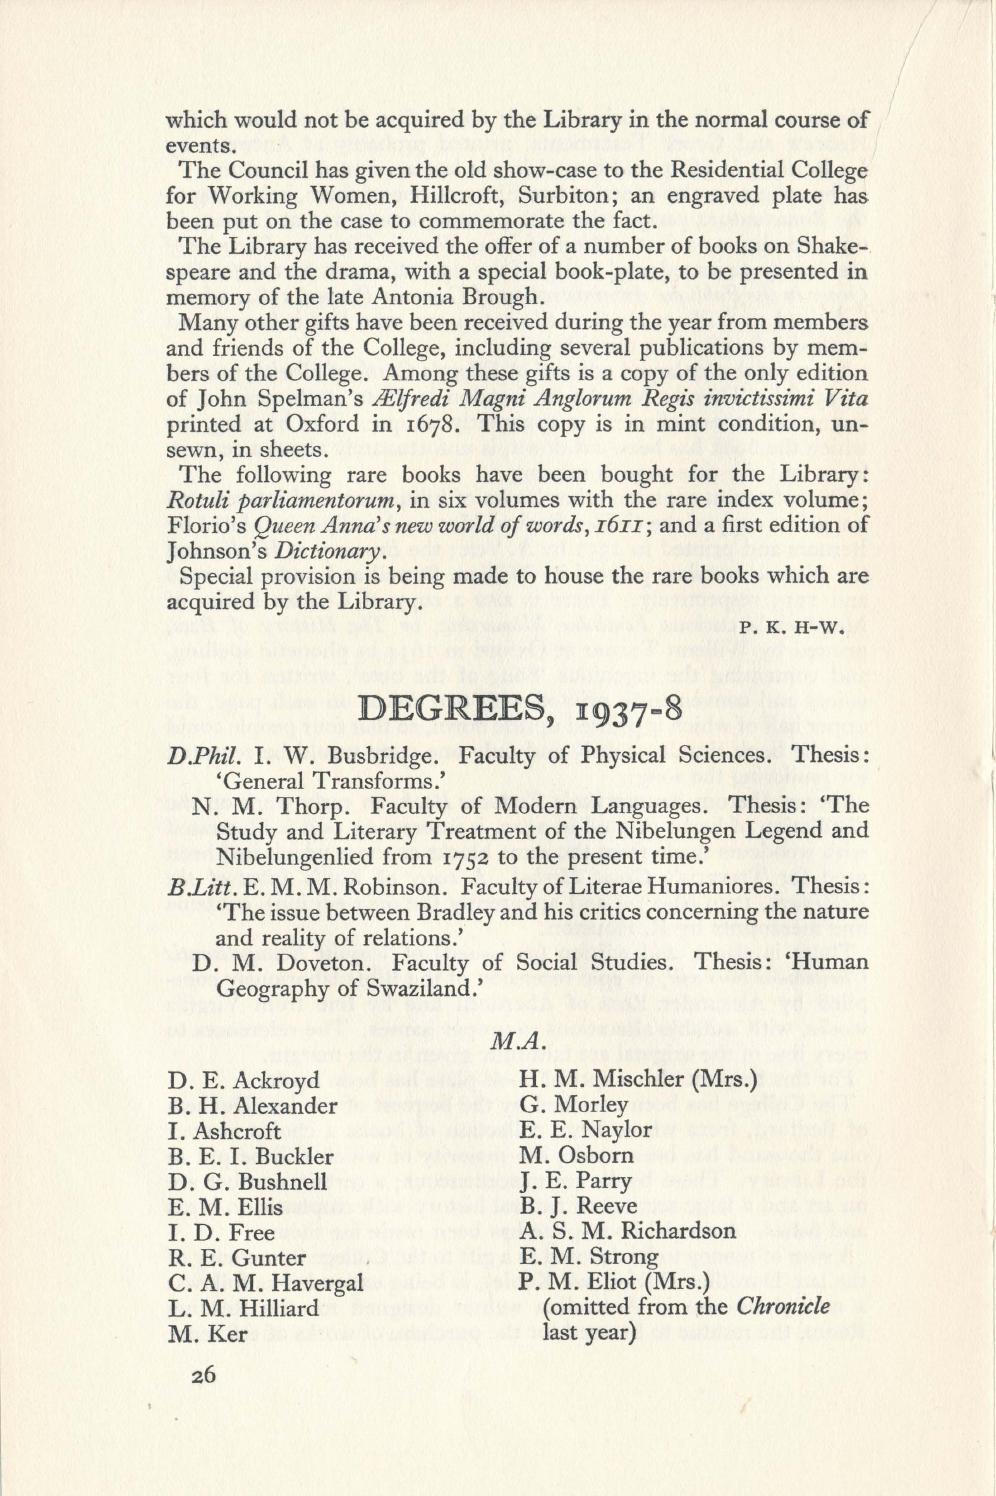 which would not be acquired by the Library in the normal course of
events.
The Council has given the old show-case to the Residential College
for Working Women, Hillcroft, Surbiton; an engraved plate has
been put on the case to commemorate the fact.
The Library has received the offer of a number of books on Shake-
speare and the drama, with a special book-plate, to be presented in
memory of the late Antonia Brough.
Many other gifts have been received during the year from members
and friends of the College, including several publications by mem-
bers of the College. Among these gifts is a copy of the only edition
of John Spelman's Ælfredi Magni Anglorum Regis invictissimi Vita
printed at Oxford in 1678. This copy is in mint condition, un-
sewn, in sheets.
The following rare books have been bought for the Library:
Rotuli parliamentorum, in six volumes with the rare index volume;
Florio's Queen Anna's new world of words, 1611; and a first edition of
Johnson's Dictionary.
Special provision is being made to house the rare books which are
acquired by the Library.
P. K. H-W.
DEGREES, 1937-8
D.Phil. I. W. Busbridge. Faculty of Physical Sciences. Thesis:
'General Transforms.'
N. M. Thorp. Faculty of Modern Languages. Thesis: 'The
Study and Literary Treatment of the Nibelungen Legend and
Nibelungenlied from 1752 to the present time.'
B.Litt. E. M. M. Robinson. Faculty of Literae Humaniores. Thesis:
'The issue between Bradley and his critics concerning the nature
and reality of relations.'
D. M. Doveton. Faculty of Social Studies. Thesis: 'Human
Geography of Swaziland.'
M.A.
D. E. Ackroyd
B. H. Alexander
I. Ashcroft
B. E. I. Buckler
D. G. Bushnell
E. M. Ellis
I. D. Free
R. E. Gunter
C. A. M. Havergal
L. M. Hilliard
M. Ker
H. M. Mischler (Mrs.)
G. Morley
E. E. Naylor
M. Osborn
J. E. Parry
B. J. Reeve
A. S. M. Richardson
E. M. Strong
P. M. Eliot (Mrs.)
(omitted from the Chronicle
last year)
26